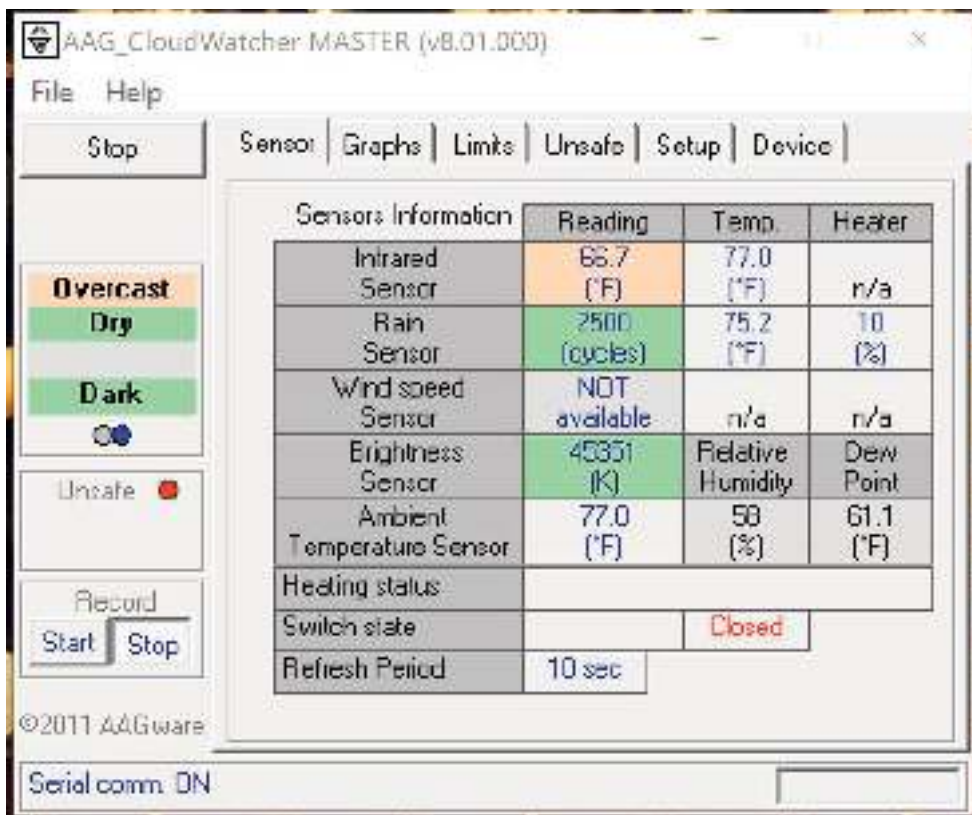 AAG_CloudWatcher MASTER (v8.01.000)
File Help
Stop
Sensor Graphs Limits Unsafe Setup Device
Sensors Information Reading Temp. Heater
Infrared Sensor 66.7 (°F) 77.0 (°F) n/a
Rain Sensor 2500 (cycles) 75.2 (°F) 10 (%)
Wind speed Sensor NOT available n/a n/a
Brightness Sensor 45351 (K) Relative Humidity Dew Point
Ambient Temperature Sensor 77.0 (°F) 58 (%) 61.1 (°F)
Heating status
Switch state Closed
Refresh Period 10 sec
Overcast
Dry
Dark
Unsafe
Record
Start Stop
©2011 AAGware
Serial comm. ON